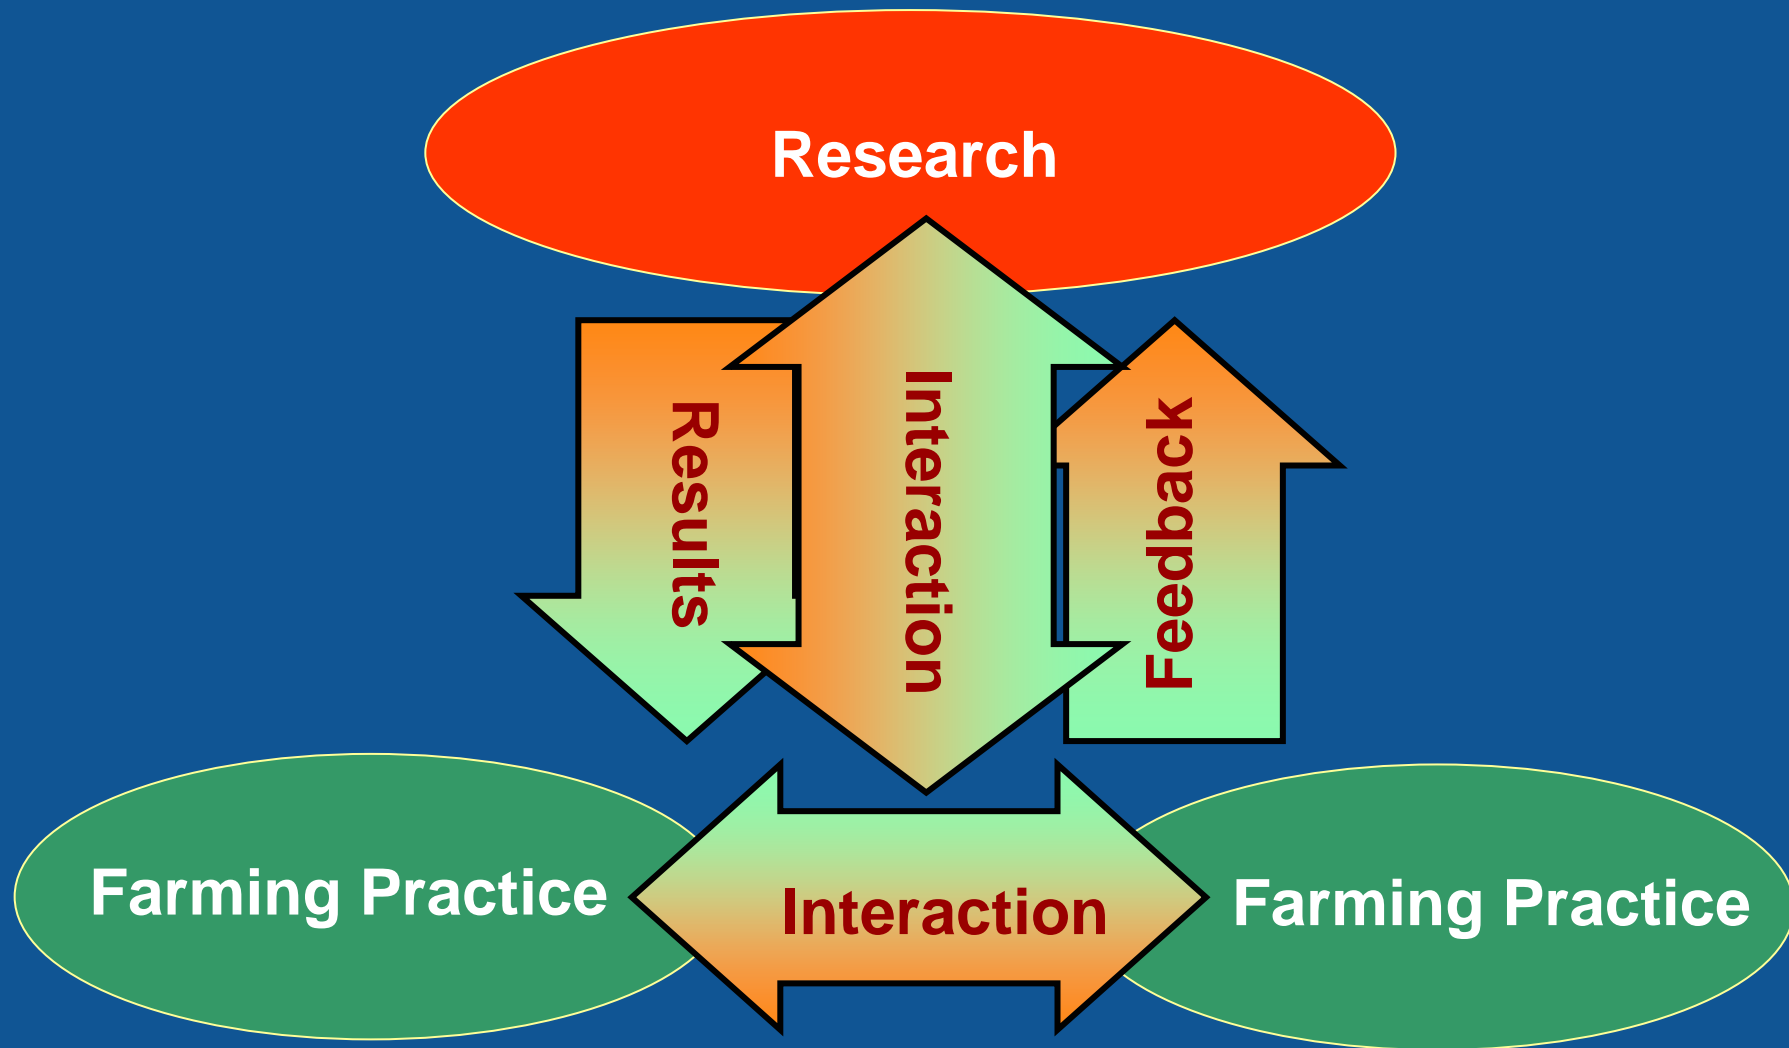 Research
Results
Interaction
Feedback
Farming Practice
Interaction
Farming Practice